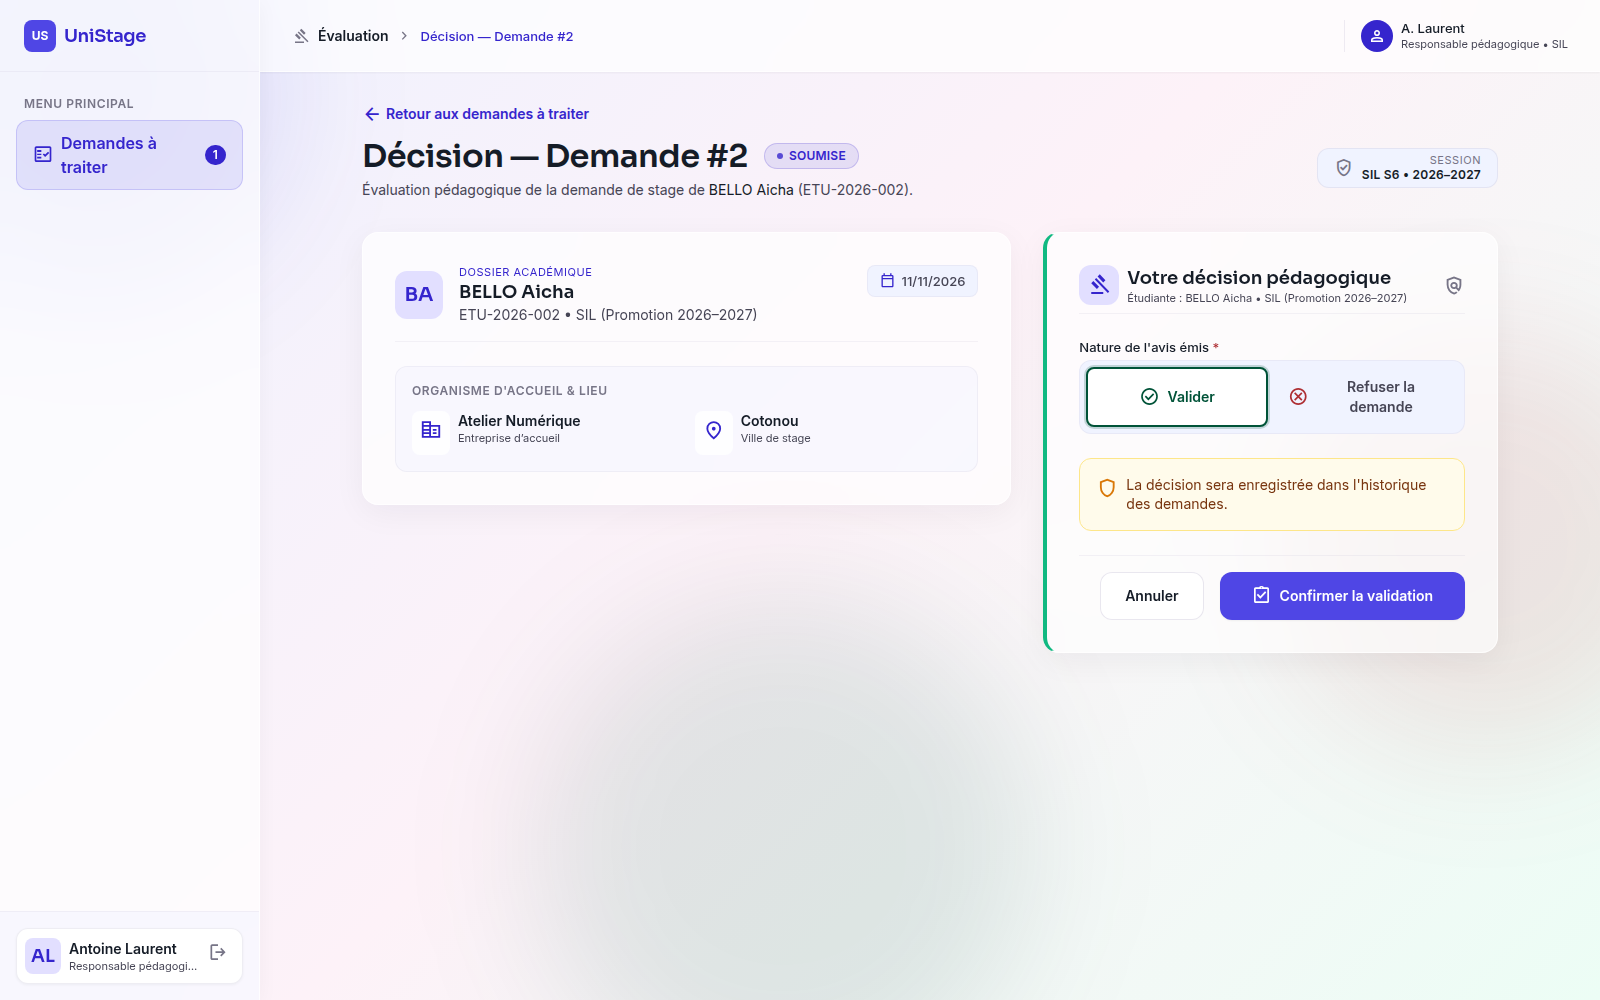 US UniStage
MENU PRINCIPAL
Demandes à
traiter
1
Antoine Laurent
AL
Responsable pédagogi...
Évaluation > Décision — Demande #2
A. Laurent
Responsable pédagogique • SIL
Retour aux demandes à traiter
Décision — Demande #2
SOUMISE
Évaluation pédagogique de la demande de stage de BELLO Aicha (ETU-2026-002).
SESSION
SIL S6 • 2026–2027
BA
DOSSIER ACADÉMIQUE
BELLO Aicha
ETU-2026-002 • SIL (Promotion 2026–2027)
11/11/2026
ORGANISME D'ACCUEIL & LIEU
Atelier Numérique
Entreprise d’accueil
Cotonou
Ville de stage
Votre décision pédagogique
Étudiante : BELLO Aicha • SIL (Promotion 2026–2027)
Nature de l'avis émis *
Valider
Refuser la
demande
La décision sera enregistrée dans l'historique
des demandes.
Annuler
Confirmer la validation